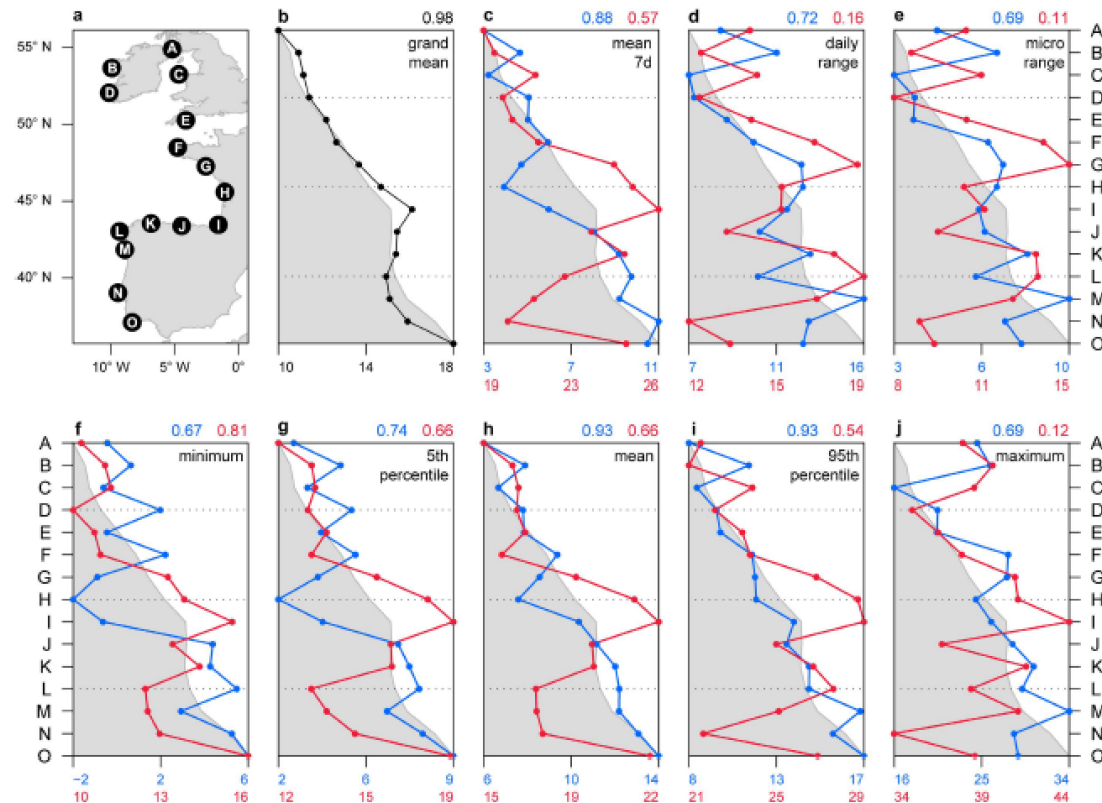 a
b
0.98
c
0.88 0.57
d
0.72 0.16
e
0.69 0.11
grand
mean
mean
7d
daily
range
micro
range
55° N
50° N
45° N
40° N
10° W
5° W
0°
A
B
C
D
E
F
G
H
I
J
K
L
M
N
O
A
B
C
D
E
F
G
H
I
J
K
L
M
N
O
10 14 18
3 7 11
19 23 26
7 11 16
12 15 19
3 6 10
8 11 15
f
0.67 0.81
g
0.74 0.66
h
0.93 0.66
i
0.93 0.54
j
0.69 0.12
minimum
5th
percentile
mean
95th
percentile
maximum
A
B
C
D
E
F
G
H
I
J
K
L
M
N
O
A
B
C
D
E
F
G
H
I
J
K
L
M
N
O
−2 2 6
10 13 16
2 6 9
12 15 19
6 10 14
15 19 22
8 13 17
21 25 29
16 25 34
34 39 44